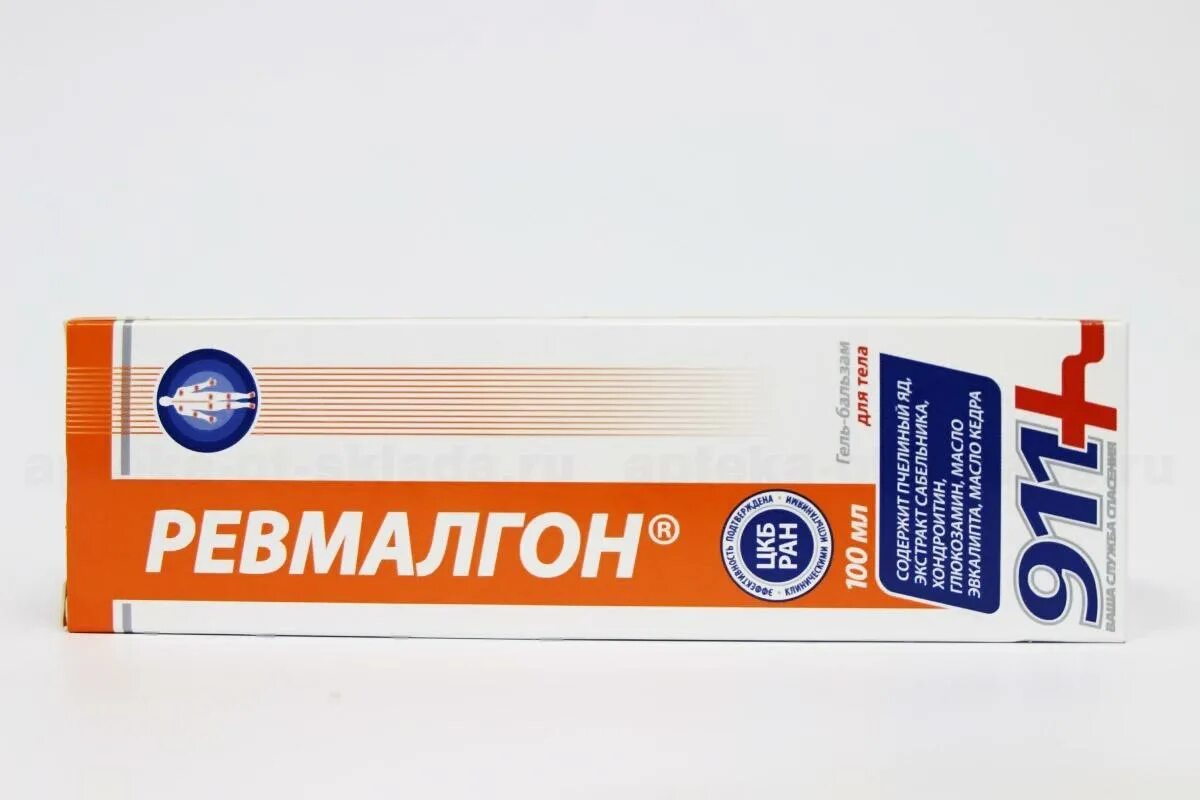 РЕВМАЛГОН®
ЭФФЕКТИВНОСТЬ ПОДТВЕРЖДЕНА • КЛИНИЧЕСКИМИ ИСПЫТАНИЯМИ •
ЦКБ
РАН
Гель-бальзам
для тела
100 мл
СОДЕРЖИТ ПЧЕЛИНЫЙ ЯД,
ЭКСТРАКТ САБЕЛЬНИКА,
ХОНДРОИТИН,
ГЛЮКОЗАМИН, МАСЛО
ЭВКАЛИПТА, МАСЛО КЕДРА
911+
ВАША СЛУЖБА СПАСЕНИЯ